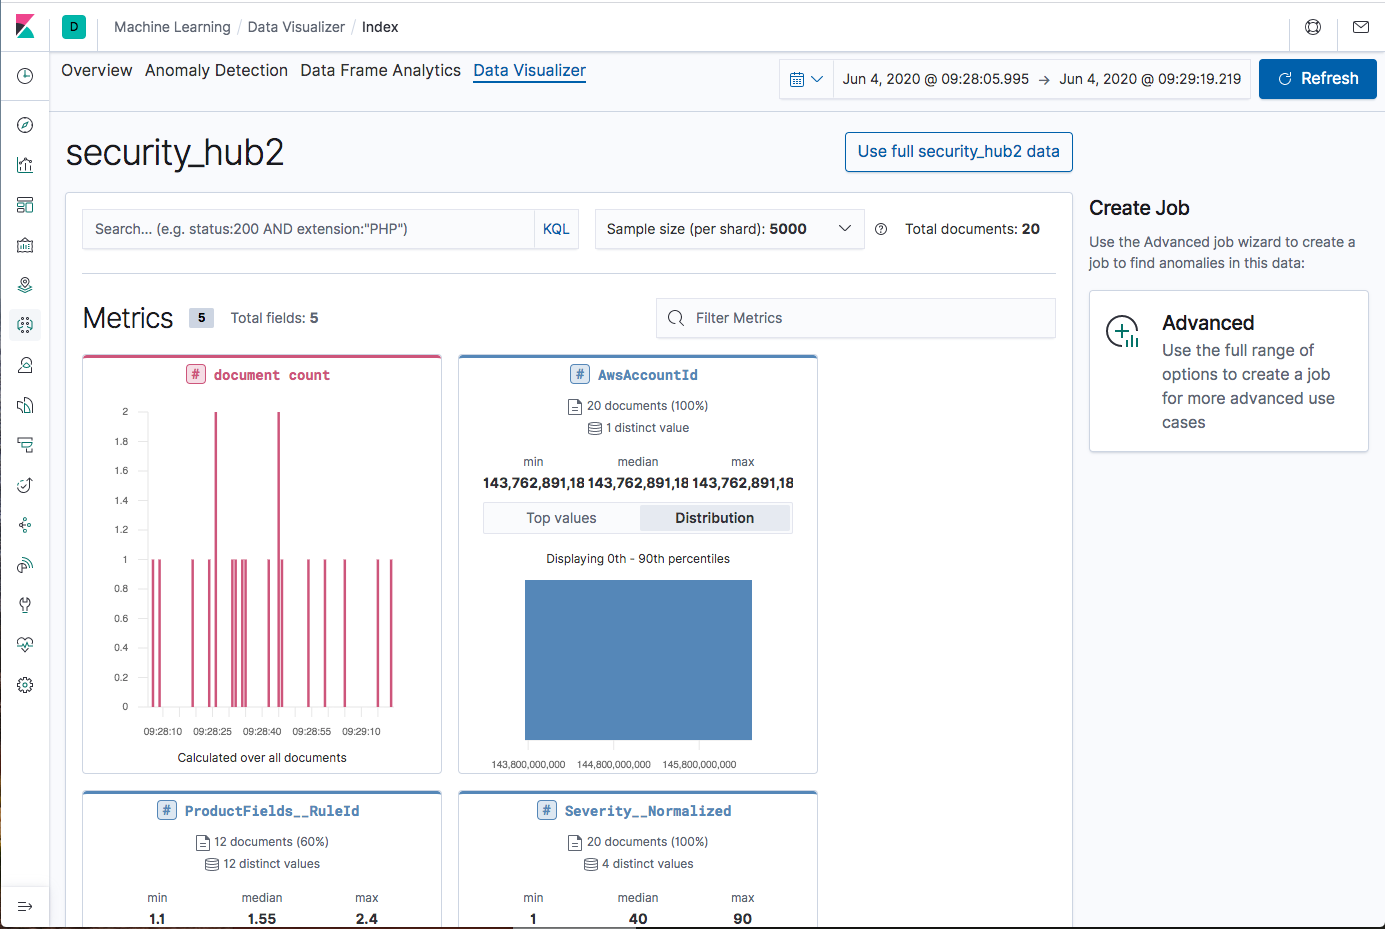 D Machine Learning / Data Visualizer / Index
Overview Anomaly Detection Data Frame Analytics Data Visualizer
Jun 4, 2020 @ 09:28:05.995 → Jun 4, 2020 @ 09:29:19.219 Refresh
security_hub2
Use full security_hub2 data
Search... (e.g. status:200 AND extension:"PHP") KQL
Sample size (per shard): 5000
Total documents: 20
Metrics 5 Total fields: 5
Filter Metrics
# document count
2
1.8
1.6
1.4
1.2
1
0.8
0.6
0.4
0.2
0
09:28:10 09:28:25 09:28:40 09:28:55 09:29:10
Calculated over all documents
# AwsAccountId
20 documents (100%)
1 distinct value
min median max
143,762,891,18 143,762,891,18 143,762,891,18
Top values Distribution
Displaying 0th - 90th percentiles
143,800,000,000 144,800,000,000 145,800,000,000
# ProductFields__RuleId
12 documents (60%)
12 distinct values
min median max
1.1 1.55 2.4
# Severity__Normalized
20 documents (100%)
4 distinct values
min median max
1 40 90
Create Job
Use the Advanced job wizard to create a
job to find anomalies in this data:
Advanced
Use the full range of
options to create a job
for more advanced use
cases